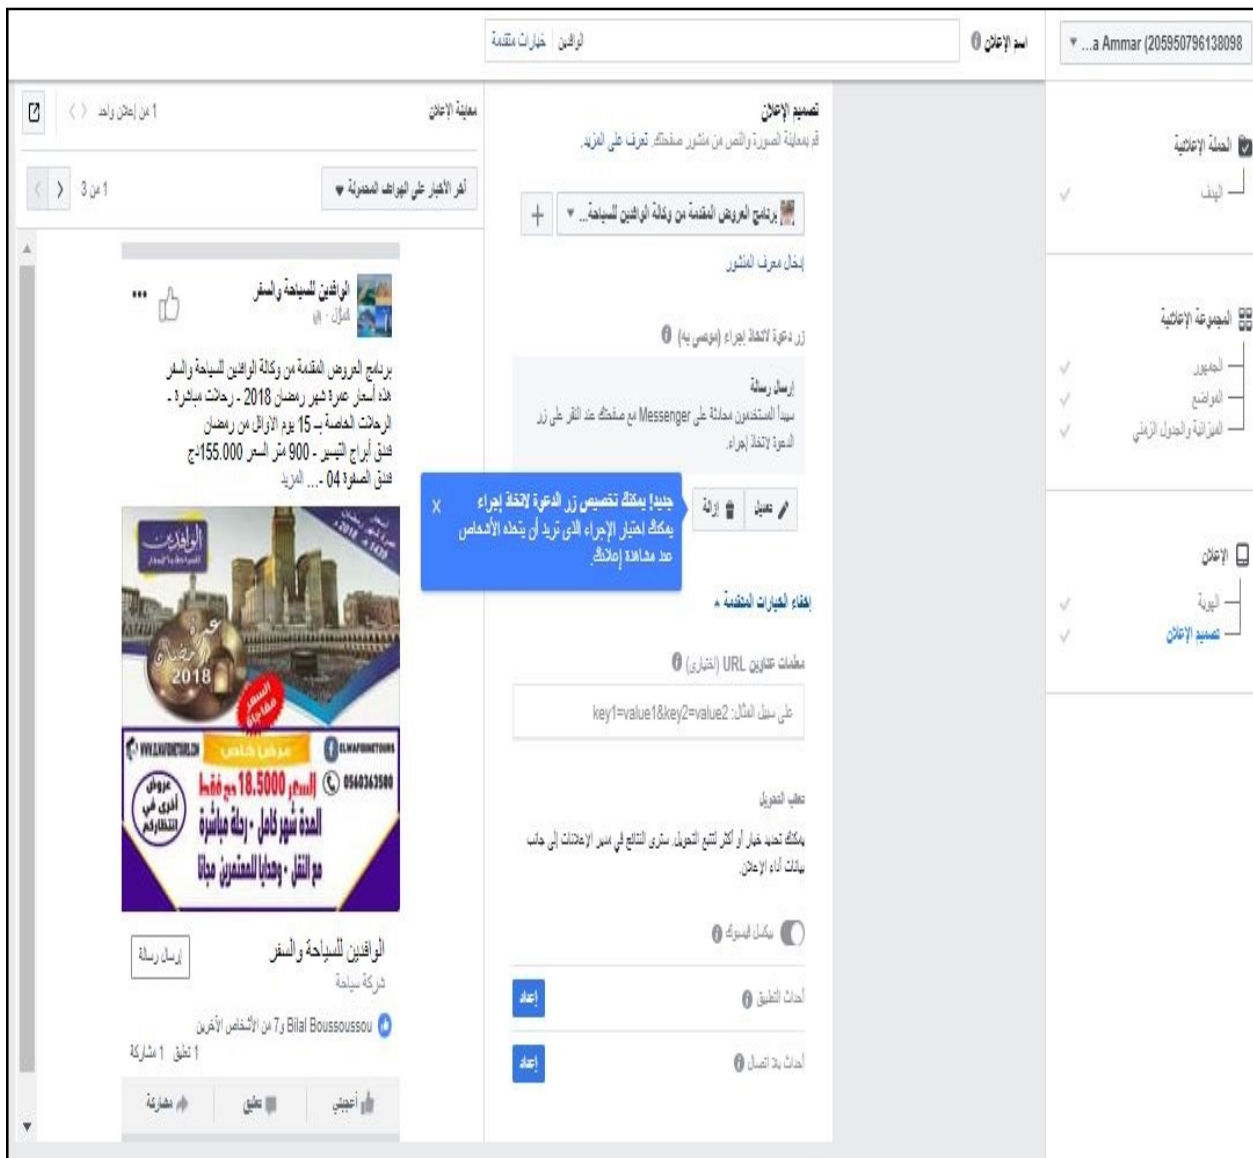 a Ammar (205950796138098...
اسم الإعلان
الوافدين | خيارات متقدمة
الحملة الإعلانية
الهدف
المجموعة الإعلانية
الجمهور
المواضع
الميزانية والجدول الزمني
الإعلان
الهوية
تصميم الإعلان
تصميم الإعلان
قم بمعاينة الصورة والنص من منشور صفحتك. تعرف على المزيد.
برنامج العروض المقدمة من وكالة الوافدين للسياحة...
إدخال معرف المنشور
زر دعوة لاتخاذ إجراء (موصى به)
إرسال رسالة
سيبدأ المستخدمون محادثة على Messenger مع صفحتك عند النقر على زر
الدعوة لاتخاذ إجراء.
تعديل
إزالة
جديد! يمكنك تخصيص زر الدعوة لاتخاذ إجراء
يمكنك اختيار الإجراء الذي تريد أن يتخذه الأشخاص
عند مشاهدة إعلانك.
إخفاء الخيارات المتقدمة
معلمات عناوين URL (اختياري)
على سبيل المثال: key1=value1&key2=value2
تعقب التحويل
يمكنك تحديد خيار أو أكثر لتتبع التحويل. سترى النتائج في مدير الإعلانات إلى جانب
بيانات أداء الإعلان.
بيكسل فيسبوك
أحداث التطبيق
إعداد
أحداث بلا اتصال
إعداد
معاينة الإعلان
1 من إعلان واحد
آخر الأخبار على الهواتف المحمولة
1 من 3
الوافدين للسياحة والسفر
مُمَوَّل
برنامج العروض المقدمة من وكالة الوافدين للسياحة والسفر
هذه أسعار عمرة شهر رمضان 2018 - رحلات مباشرة -
الرحلات الخاصة بـ 15 يوم الاوائل من رمضان
فندق أبراج التيسير - 900 متر السعر 155.000دج
فندق الصفوة 04 -... المزيد
الوافدين
عمرة
رمضان
2018
السعر
مفاجأة
WWW.ELWAFIDINETOURS.COM
عرض خاص
ELWAFIDINETOURS
السعر 18.5000 دج فقط
0560363580
المدة شهر كامل - رحلة مباشرة
مع النقل - وهدايا للمعتمرين مجانا
عروض
أخرى في
إنتظاركم
الوافدين للسياحة والسفر
شركة سياحة
إرسال رسالة
Bilal Boussoussou و7 من الأشخاص الآخرين
1 تعليق 1 مشاركة
أعجبني
تعليق
مشاركة